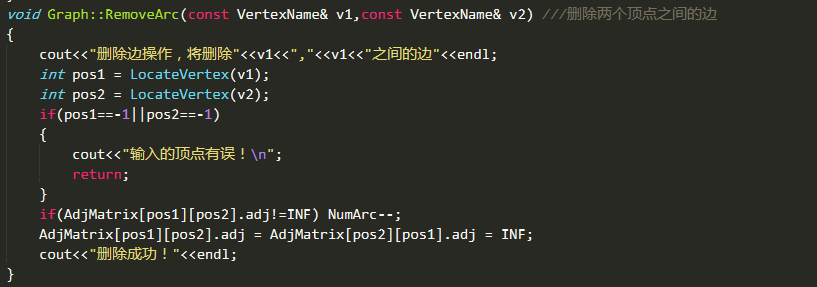 void Graph::RemoveArc(const VertexName& v1,const VertexName& v2) ///删除两个顶点之间的边
{
    cout<<"删除边操作，将删除"<<v1<<","<<v1<<"之间的边"<<endl;
    int pos1 = LocateVertex(v1);
    int pos2 = LocateVertex(v2);
    if(pos1==-1||pos2==-1)
    {
        cout<<"输入的顶点有误！\n";
        return;
    }
    if(AdjMatrix[pos1][pos2].adj!=INF) NumArc--;
    AdjMatrix[pos1][pos2].adj = AdjMatrix[pos2][pos1].adj = INF;
    cout<<"删除成功！"<<endl;
}